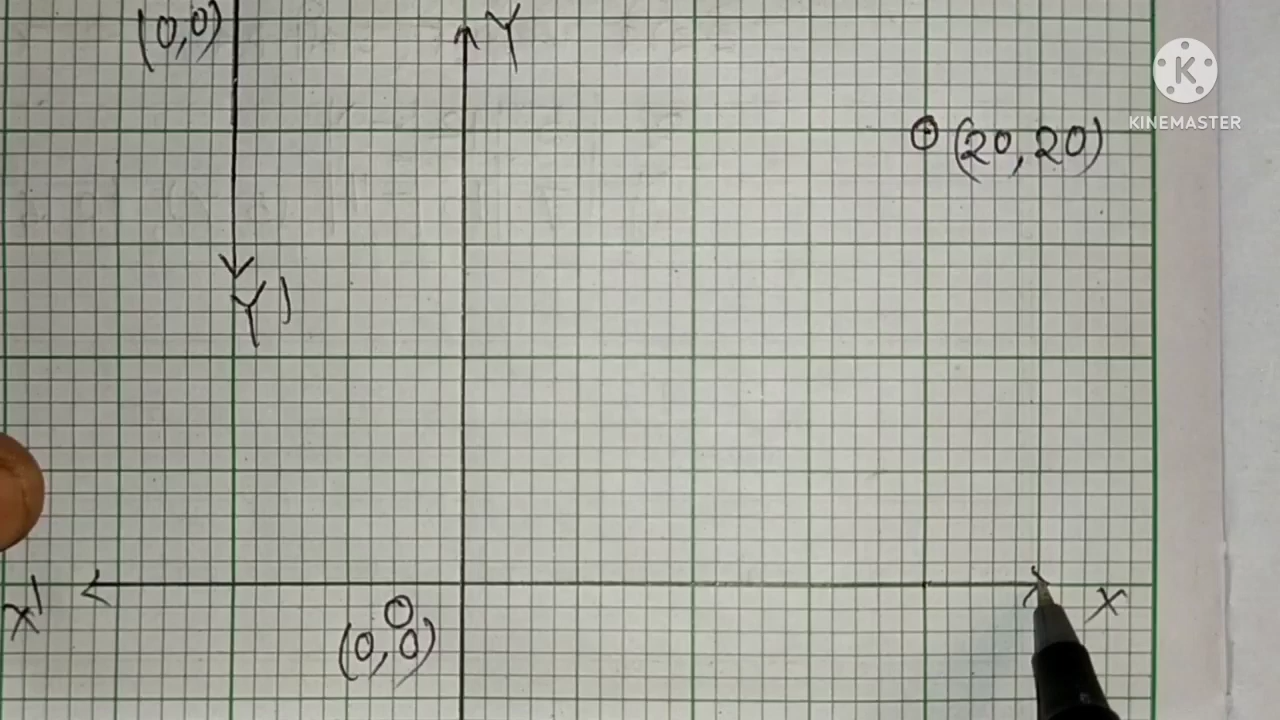 (0,0)
Y
K
KINEMASTER
(20,20)
Y'
X'
X
O
(0,0)